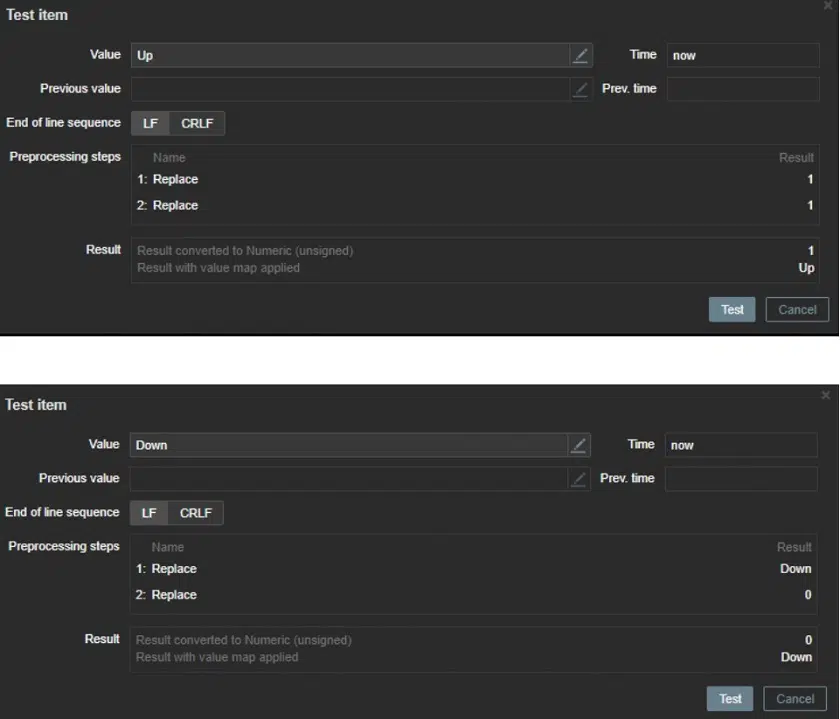 Test item
Value Up Time now
Previous value Prev. time
End of line sequence LF CRLF
Preprocessing steps Name Result
1: Replace 1
2: Replace 1
Result Result converted to Numeric (unsigned) 1
Result with value map applied Up
Test Cancel
Test item
Value Down Time now
Previous value Prev. time
End of line sequence LF CRLF
Preprocessing steps Name Result
1: Replace Down
2: Replace 0
Result Result converted to Numeric (unsigned) 0
Result with value map applied Down
Test Cancel